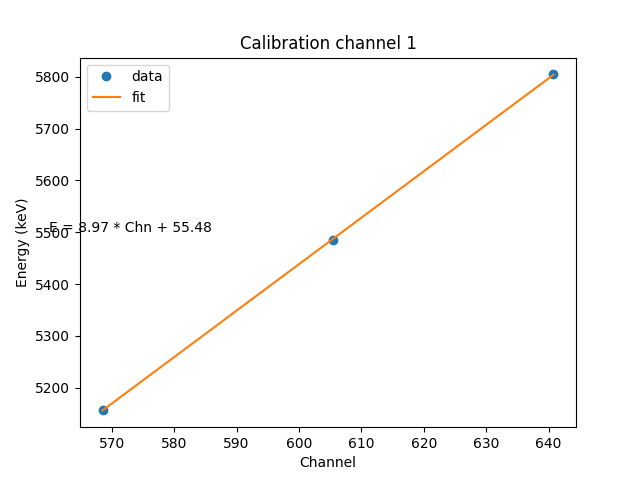 Calibration channel 1
data
fit
E = 8.97 * Chn + 55.48
Energy (keV)
5800
5700
5600
5500
5400
5300
5200
570
580
590
600
610
620
630
640
Channel